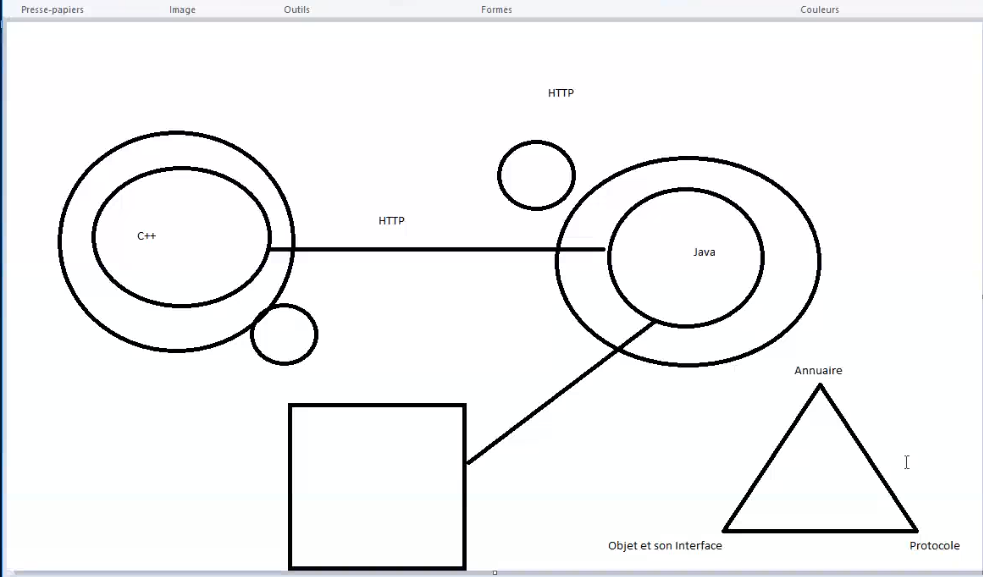 Presse-papiers Image Outils Formes Couleurs
HTTP
HTTP
C++
Java
Annuaire
Objet et son Interface Protocole